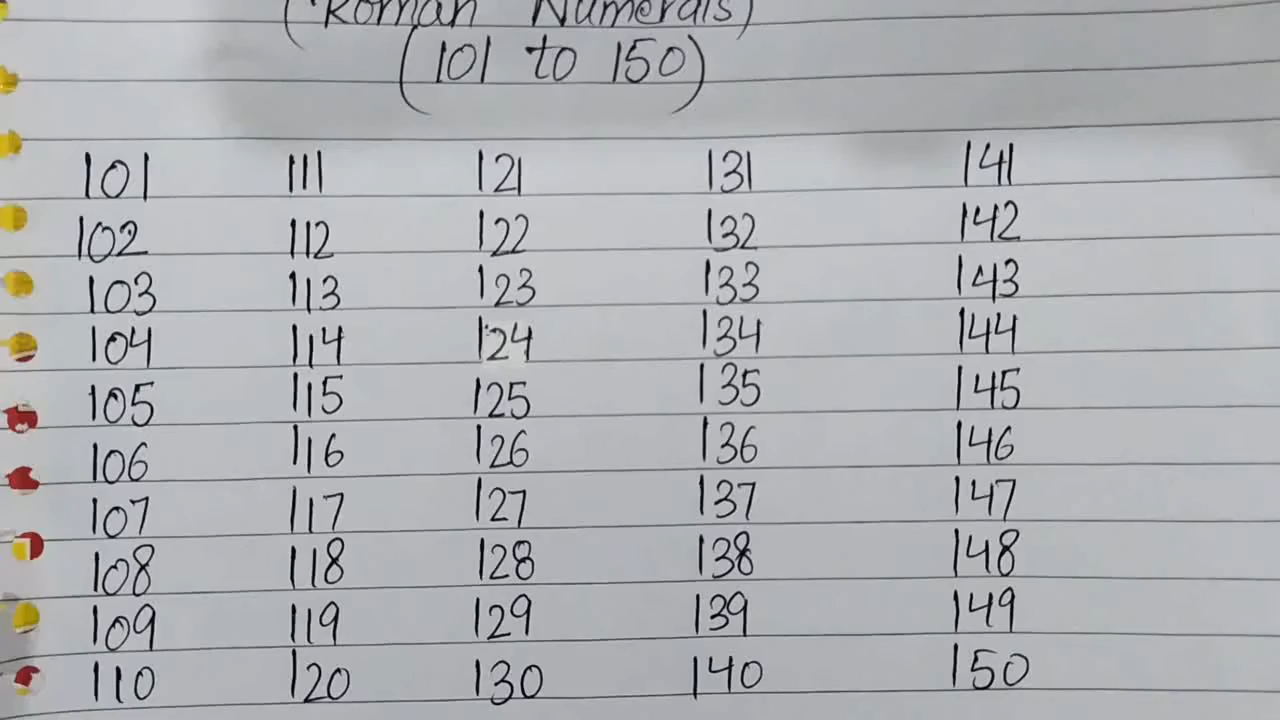 (Roman Numerals)
(101 to 150)
101 111 121 131 141
102 112 122 132 142
103 113 123 133 143
104 114 124 134 144
105 115 125 135 145
106 116 126 136 146
107 117 127 137 147
108 118 128 138 148
109 119 129 139 149
110 120 130 140 150